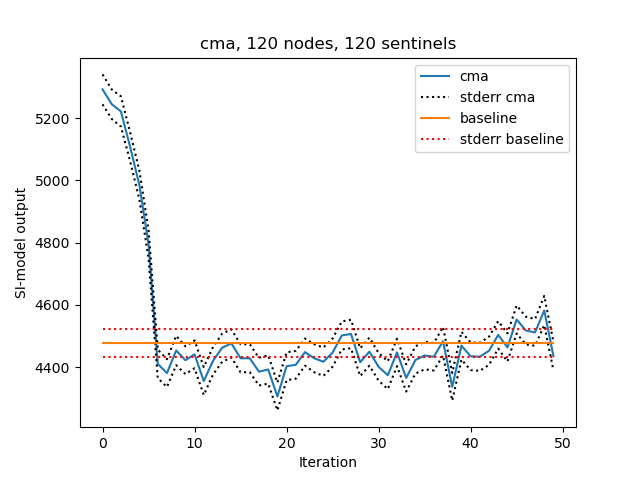 cma, 120 nodes, 120 sentinels
cma
stderr cma
baseline
stderr baseline
SI-model output
5200
5000
4800
4600
4400
0 10 20 30 40 50
Iteration